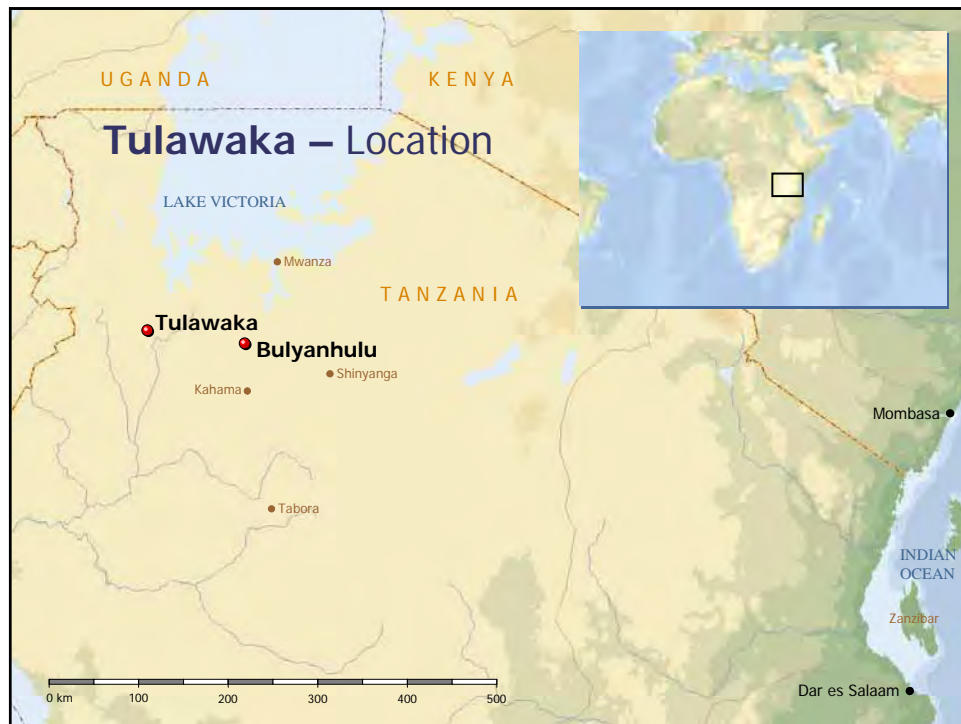 UGANDA
KENYA
Tulawaka – Location
LAKE VICTORIA
Mwanza
TANZANIA
Tulawaka
Bulyanhulu
Shinyanga
Kahama
Mombasa
Tabora
INDIAN
OCEAN
Zanzibar
Dar es Salaam
0 km 100 200 300 400 500